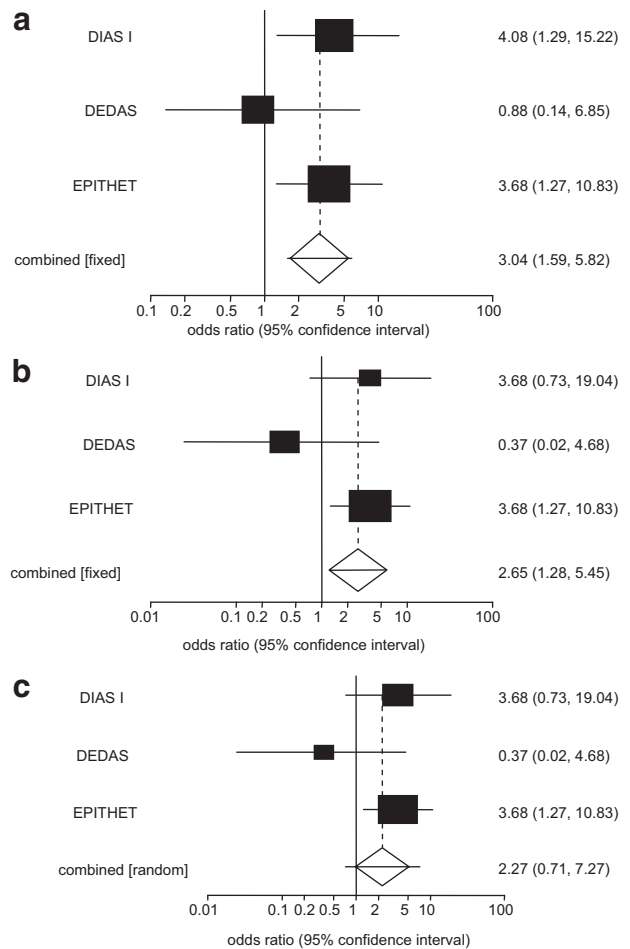 a
DIAS I 4.08 (1.29, 15.22)
DEDAS 0.88 (0.14, 6.85)
EPITHET 3.68 (1.27, 10.83)
combined [fixed] 3.04 (1.59, 5.82)
0.1 0.2 0.5 1 2 5 10 100
odds ratio (95% confidence interval)
b
DIAS I 3.68 (0.73, 19.04)
DEDAS 0.37 (0.02, 4.68)
EPITHET 3.68 (1.27, 10.83)
combined [fixed] 2.65 (1.28, 5.45)
0.01 0.1 0.2 0.5 1 2 5 10 100
odds ratio (95% confidence interval)
c
DIAS I 3.68 (0.73, 19.04)
DEDAS 0.37 (0.02, 4.68)
EPITHET 3.68 (1.27, 10.83)
combined [random] 2.27 (0.71, 7.27)
0.01 0.1 0.2 0.5 1 2 5 10 100
odds ratio (95% confidence interval)